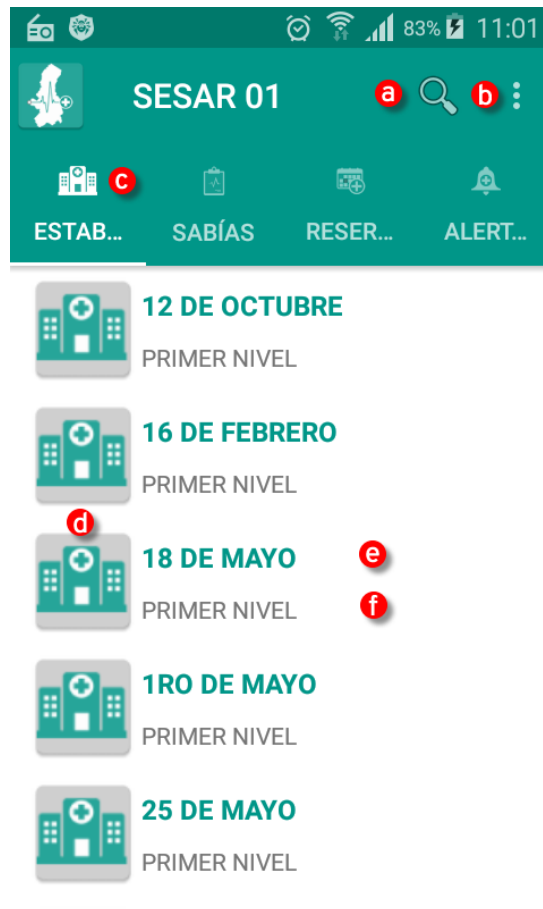 83% 11:01
SESAR 01 a b
c
ESTAB... SABÍAS RESER... ALERT...
12 DE OCTUBRE
PRIMER NIVEL
16 DE FEBRERO
PRIMER NIVEL
d
18 DE MAYO e
PRIMER NIVEL f
1RO DE MAYO
PRIMER NIVEL
25 DE MAYO
PRIMER NIVEL